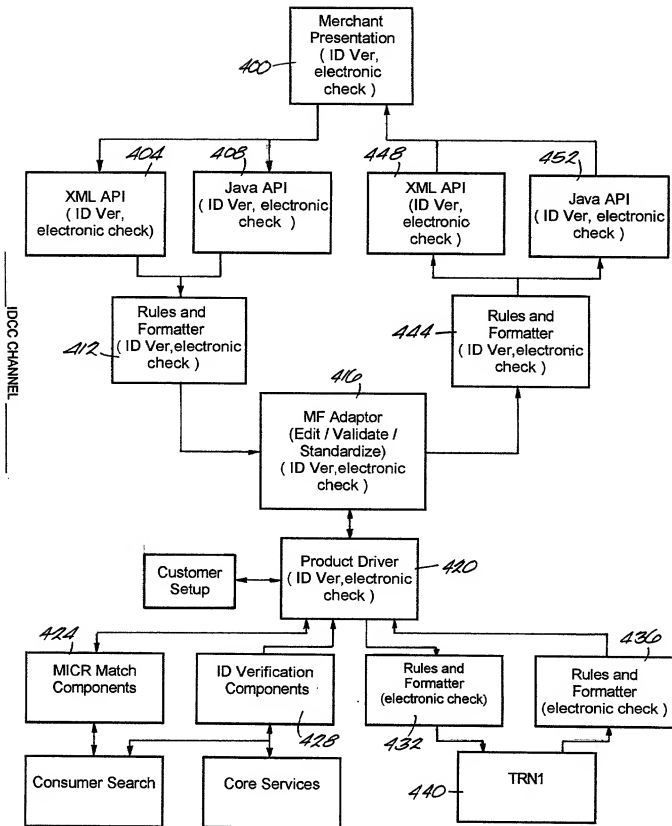 Merchant
Presentation
( ID Ver,
electronic
check )
400
404
XML API
( ID Ver,
electronic check)
408
Java API
( ID Ver, electronic
check )
448
XML API
(ID Ver,
electronic
check )
452
Java API
( ID Ver, electronic
check )
IDCC CHANNEL
Rules and
Formatter
( ID Ver,electronic
check )
412
Rules and
Formatter
( ID Ver,electronic
check )
444
416
MF Adaptor
(Edit / Validate /
Standardize)
( ID Ver,electronic
check )
Customer
Setup
Product Driver
( ID Ver,electronic
check )
420
424
MICR Match
Components
ID Verification
Components
428
Rules and
Formatter
(electronic check)
432
436
Rules and
Formatter
(electronic check)
Consumer Search
Core Services
TRN1
440